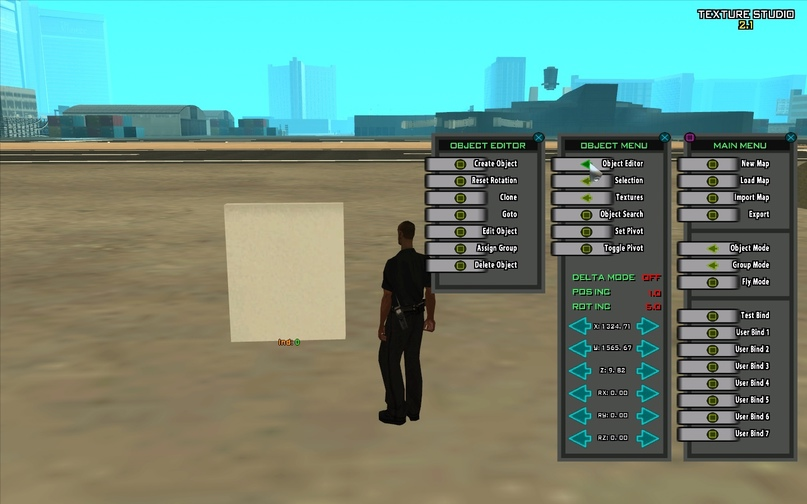 TEXTURE STUDIO
2.1
OBJECT EDITOR
Create Object
Reset Rotation
Clone
Goto
Edit Object
Assign Group
Delete Object
OBJECT MENU
Object Editor
Selection
Textures
Object Search
Set Pivot
Toggle Pivot
DELTA MODE OFF
POS INC 1.0
ROT INC 5.0
X: 1324.71
Y: 1565.67
Z: 9.82
RX: 0.00
RY: 0.00
RZ: 0.00
MAIN MENU
New Map
Load Map
Import Map
Export
Object Mode
Group Mode
Fly Mode
Test Bind
User Bind 1
User Bind 2
User Bind 3
User Bind 4
User Bind 5
User Bind 6
User Bind 7
Ind: 0